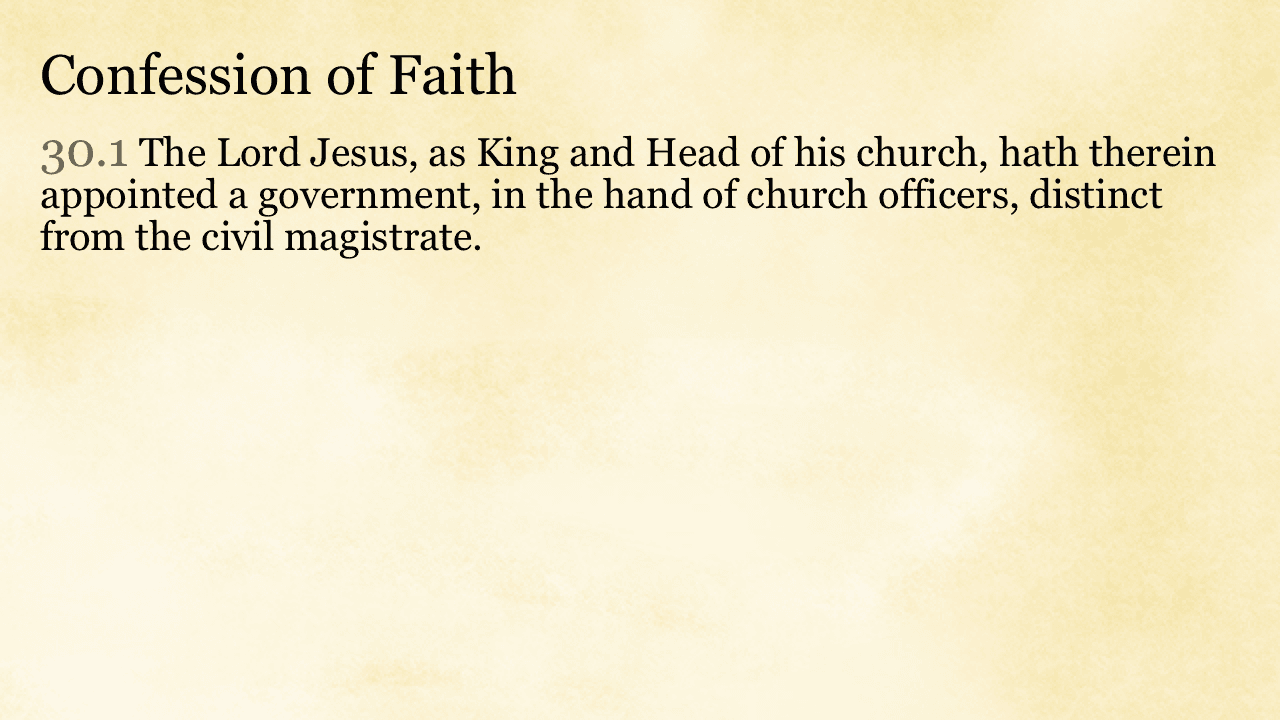 Confession of Faith
30.1 The Lord Jesus, as King and Head of his church, hath therein
appointed a government, in the hand of church officers, distinct
from the civil magistrate.